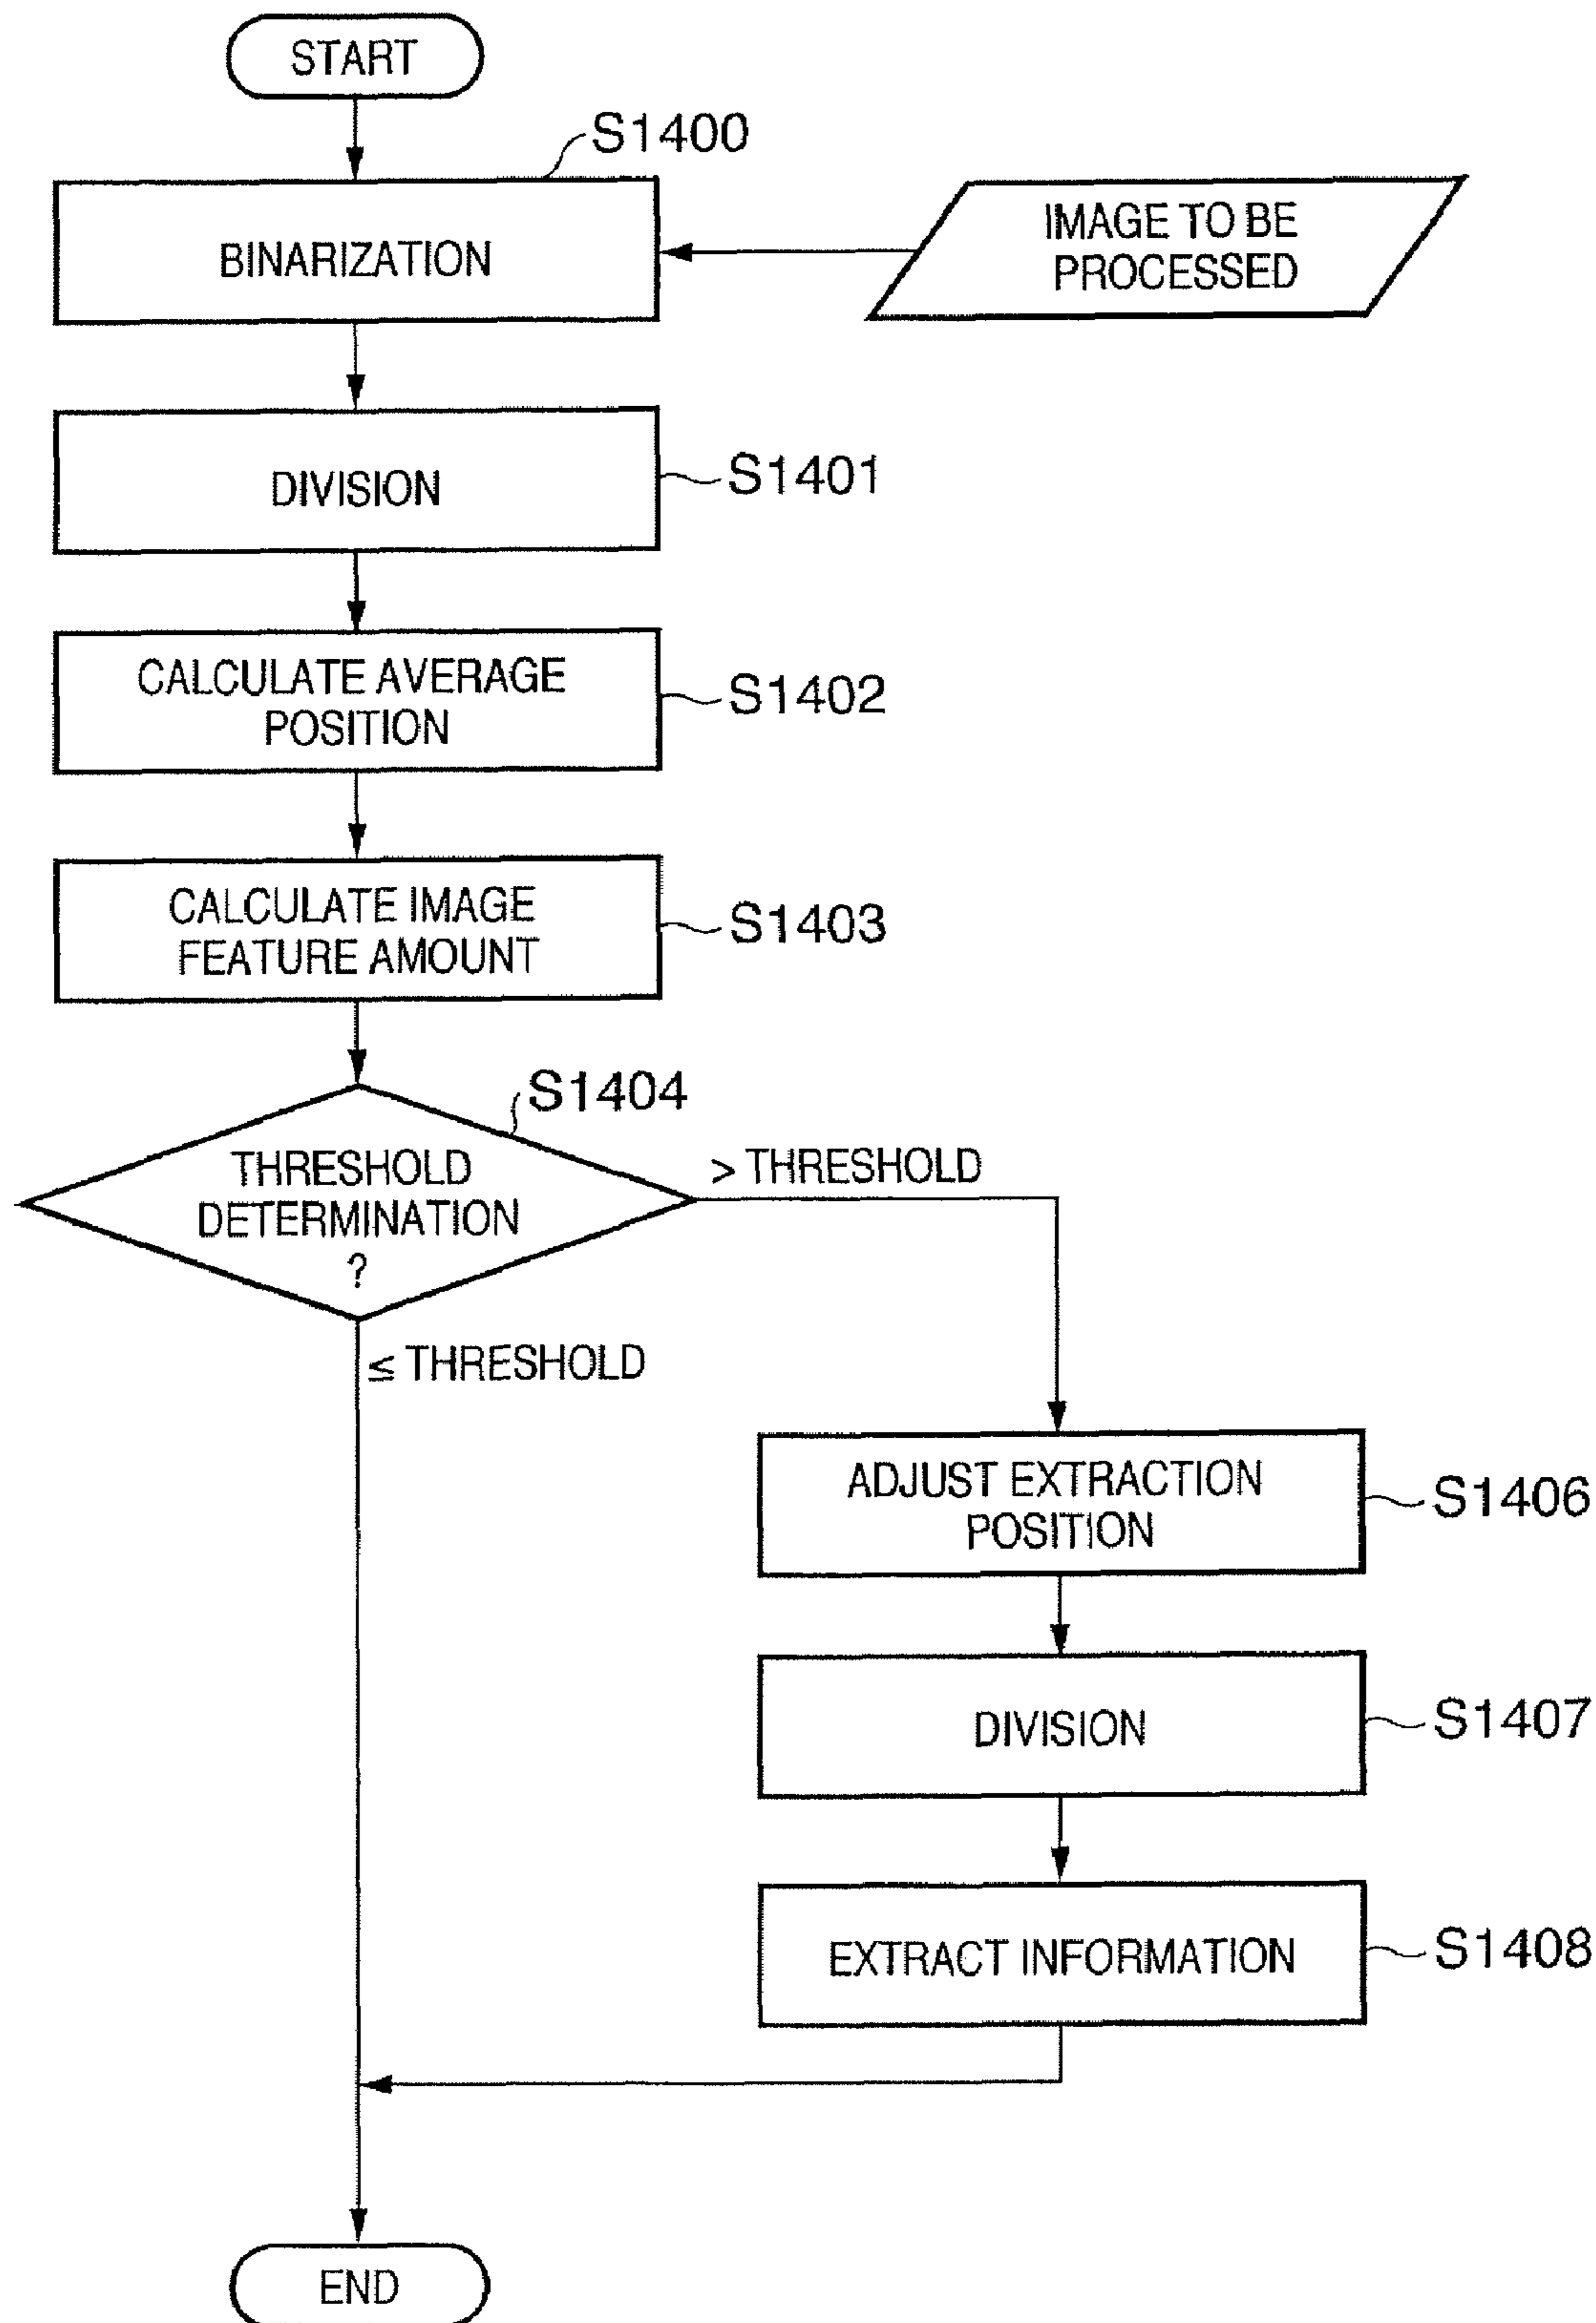 START
S1400
BINARIZATION
IMAGE TO BE
PROCESSED
DIVISION
S1401
CALCULATE AVERAGE
POSITION
S1402
CALCULATE IMAGE
FEATURE AMOUNT
S1403
S1404
THRESHOLD
DETERMINATION
?
> THRESHOLD
≤ THRESHOLD
ADJUST EXTRACTION
POSITION
S1406
DIVISION
S1407
EXTRACT INFORMATION
S1408
END